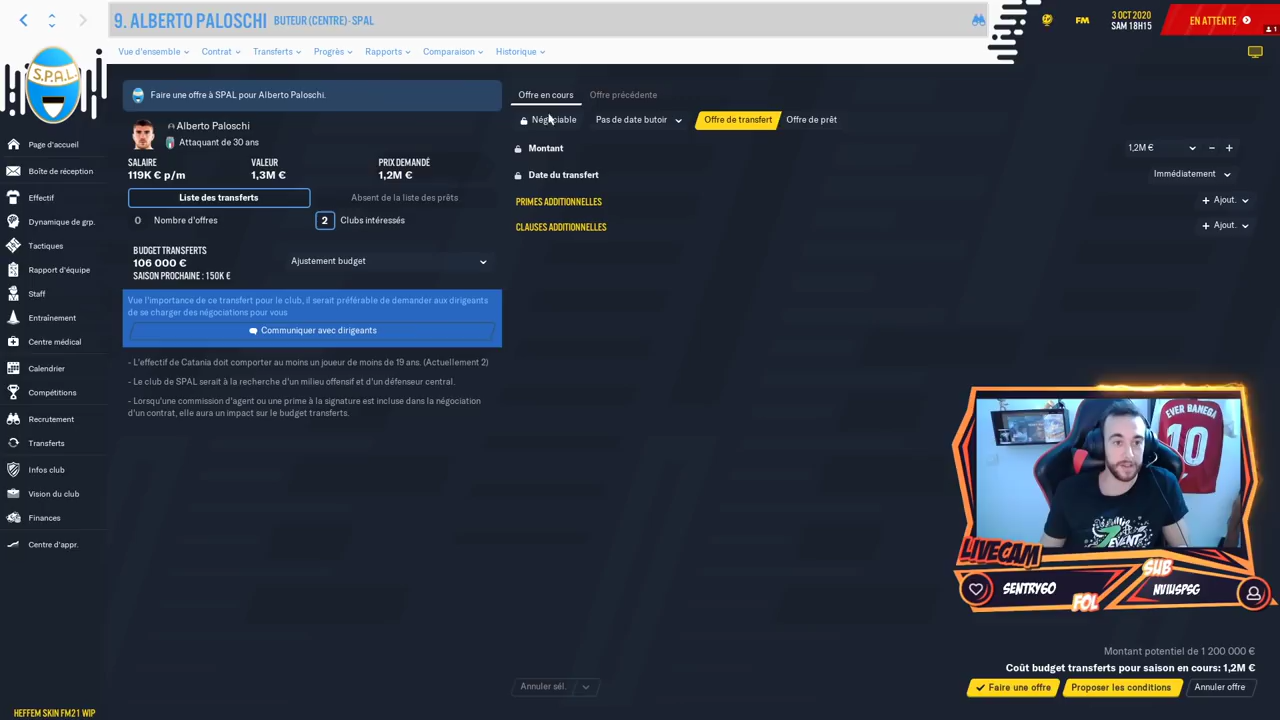 9. ALBERTO PALOSCHI BUTEUR (CENTRE) · SPAL
FM
3 OCT 2020
SAM 18H15
EN ATTENTE
1
Vue d'ensemble
Contrat
Transferts
Progrès
Rapports
Comparaison
Historique
S.P.A.L.
Page d'accueil
Boîte de réception
Effectif
Dynamique de grp.
Tactiques
Rapport d'équipe
Staff
Entraînement
Centre médical
Calendrier
Compétitions
Recrutement
Transferts
Infos club
Vision du club
Finances
Centre d'appr.
HEFFEM SKIN FM21 WIP
Faire une offre à SPAL pour Alberto Paloschi.
Alberto Paloschi
Attaquant de 30 ans
SALAIRE VALEUR PRIX DEMANDÉ
119K € p/m 1,3M € 1,2M €
Liste des transferts Absent de la liste des prêts
0 Nombre d'offres 2 Clubs intéressés
BUDGET TRANSFERTS
106 000 €
SAISON PROCHAINE : 150K €
Ajustement budget
Vue l'importance de ce transfert pour le club, il serait préférable de demander aux dirigeants
de se charger des négociations pour vous
Communiquer avec dirigeants
- L'effectif de Catania doit comporter au moins un joueur de moins de 19 ans. (Actuellement 2)
- Le club de SPAL serait à la recherche d'un milieu offensif et d'un défenseur central.
- Lorsqu'une commission d'agent ou une prime à la signature est incluse dans la négociation
d'un contrat, elle aura un impact sur le budget transferts.
Offre en cours Offre précédente
Négociable Pas de date butoir Offre de transfert Offre de prêt
Montant 1,2M € − +
Date du transfert Immédiatement
PRIMES ADDITIONNELLES + Ajout.
CLAUSES ADDITIONNELLES + Ajout.
EVER BANEGA
10
7 EVENT
LIVECAM
SUB
SENTRY60
NVIUSPSG
FOL
Montant potentiel de 1 200 000 €
Coût budget transferts pour saison en cours: 1,2M €
Annuler sél.
Faire une offre Proposer les conditions Annuler offre